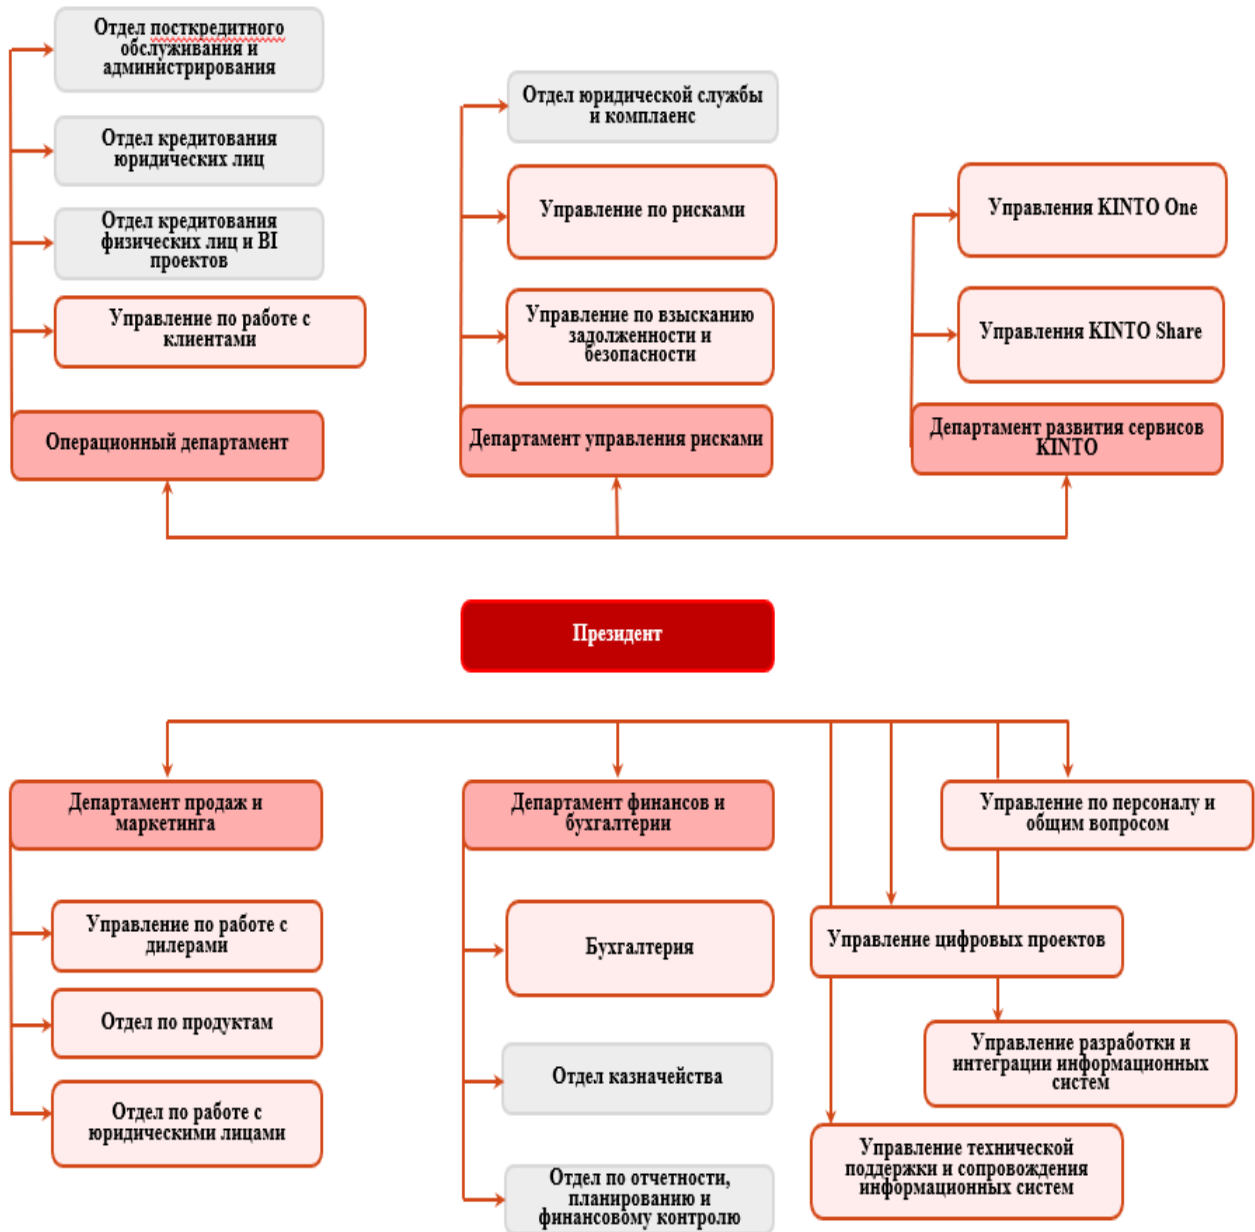 Отдел посткредитного
обслуживания и
администрирования
Отдел кредитования
юридических лиц
Отдел кредитования
физических лиц и BI
проектов
Управление по работе с
клиентами
Операционный департамент
Отдел юридической службы
и комплаенс
Управление по рисками
Управление по взысканию
задолженности и
безопасности
Департамент управления рисками
Управления KINTO One
Управления KINTO Share
Департамент развития сервисов
KINTO
Президент
Департамент продаж и
маркетинга
Управление по работе с
дилерами
Отдел по продуктам
Отдел по работе с
юридическими лицами
Департамент финансов и
бухгалтерии
Бухгалтерия
Отдел казначейства
Отдел по отчетности,
планированию и
финансовому контролю
Управление по персоналу и
общим вопросом
Управление цифровых проектов
Управление разработки и
интеграции информационных
систем
Управление технической
поддержки и сопровождения
информационных систем